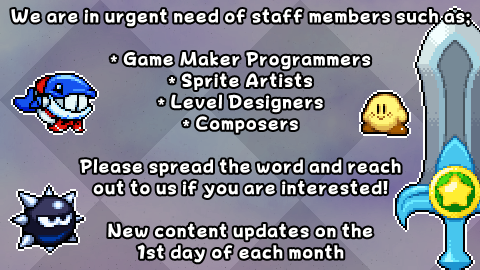 We are in urgent need of staff members such as;
* Game Maker Programmers
* Sprite Artists
* Level Designers
* Composers
Please spread the word and reach
out to us if you are interested!
New content updates on the
1st day of each month